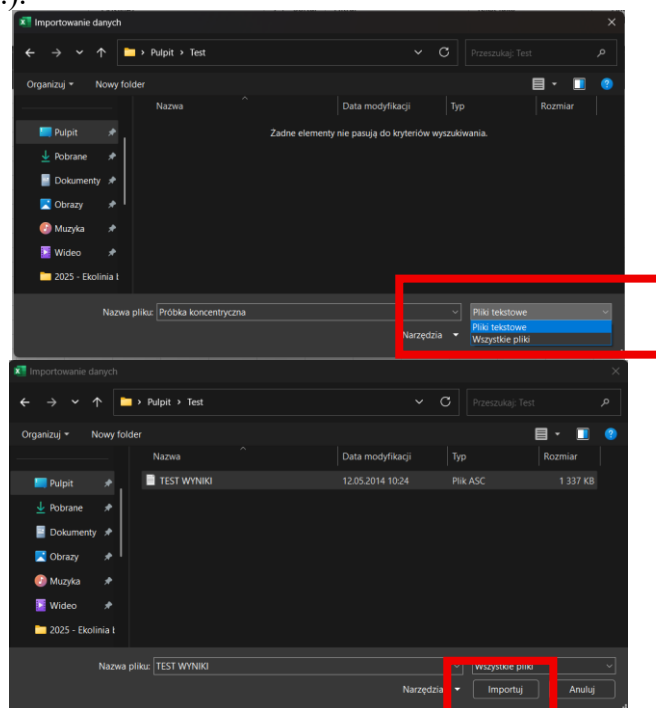 .).
Importowanie danych
Pulpit › Test
Przeszukaj: Test
Organizuj
Nowy folder
Nazwa Data modyfikacji Typ Rozmiar
Żadne elementy nie pasują do kryteriów wyszukiwania.
Pulpit
Pobrane
Dokumenty
Obrazy
Muzyka
Wideo
2025 - Ekolinia b
Nazwa pliku: Próbka koncentryczna
Pliki tekstowe
Pliki tekstowe
Wszystkie pliki
Narzędzia
Importowanie danych
Pulpit › Test
Przeszukaj: Test
Organizuj
Nowy folder
Nazwa Data modyfikacji Typ Rozmiar
TEST WYNIKI 12.05.2014 10:24 Plik ASC 1 337 KB
Pulpit
Pobrane
Dokumenty
Obrazy
Muzyka
Wideo
2025 - Ekolinia b
Nazwa pliku: TEST WYNIKI
Wszystkie pliki
Narzędzia
Importuj
Anuluj